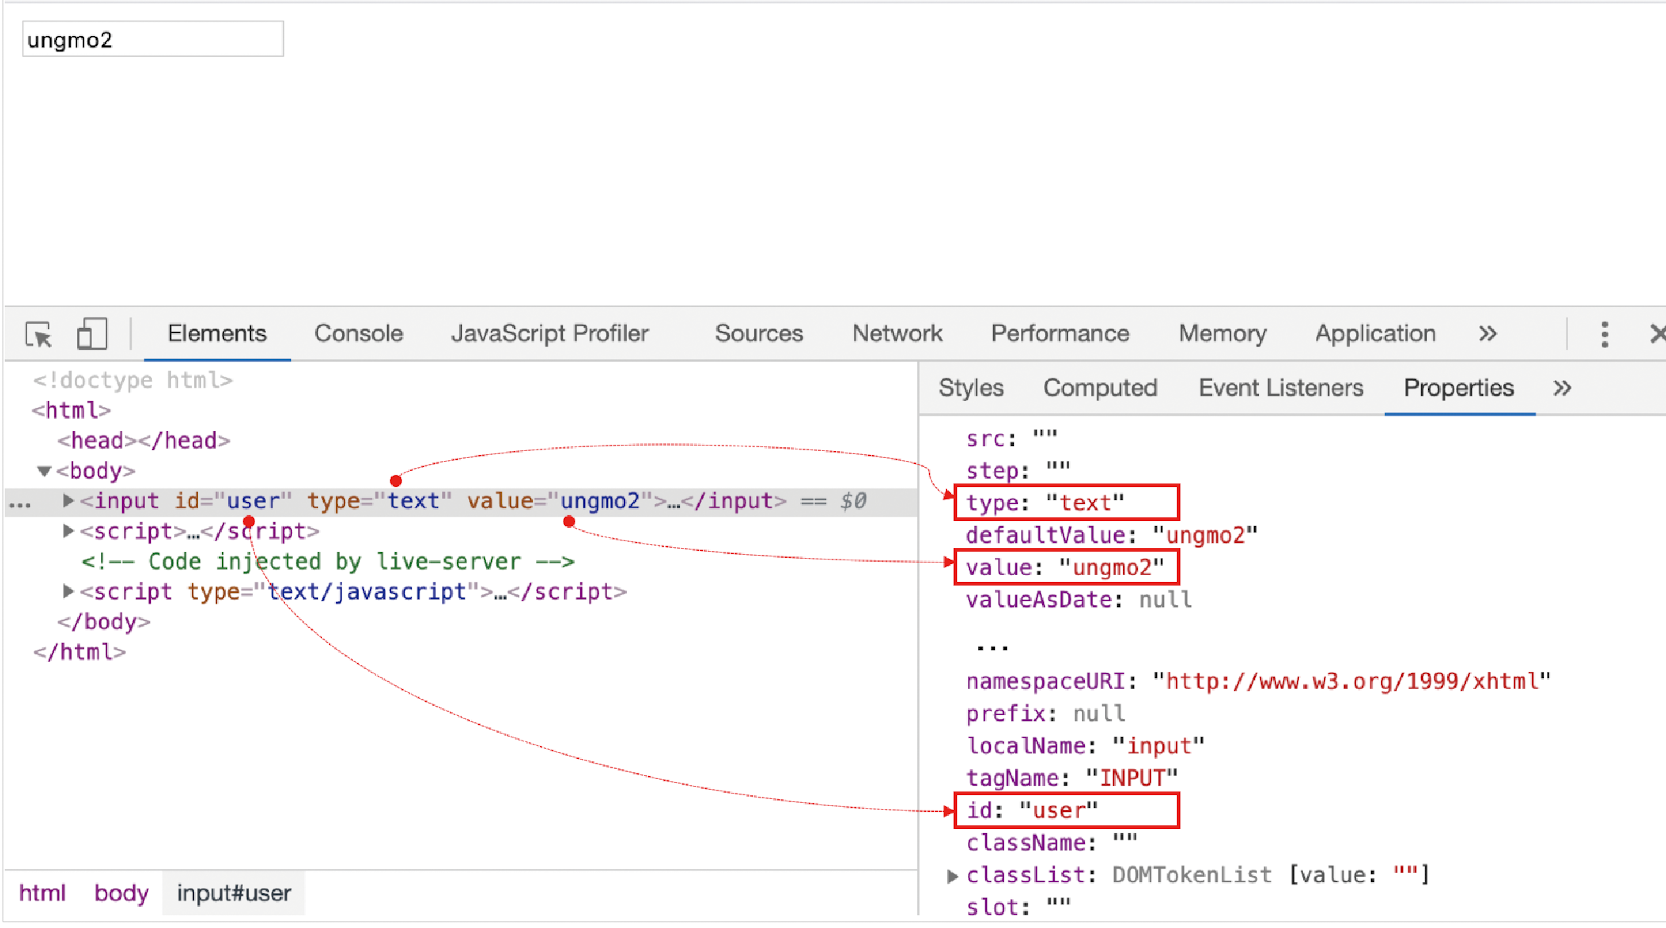 ungmo2
Elements Console JavaScript Profiler Sources Network Performance Memory Application »
<!doctype html>
<html>
<head></head>
▼<body>
... ▶<input id="user" type="text" value="ungmo2">…</input> == $0
▶<script>…</script>
<!-- Code injected by live-server -->
▶<script type="text/javascript">…</script>
</body>
</html>
html body input#user
Styles Computed Event Listeners Properties »
src: ""
step: ""
type: "text"
defaultValue: "ungmo2"
value: "ungmo2"
valueAsDate: null
...
namespaceURI: "http://www.w3.org/1999/xhtml"
prefix: null
localName: "input"
tagName: "INPUT"
id: "user"
className: ""
▶classList: DOMTokenList [value: ""]
slot: ""